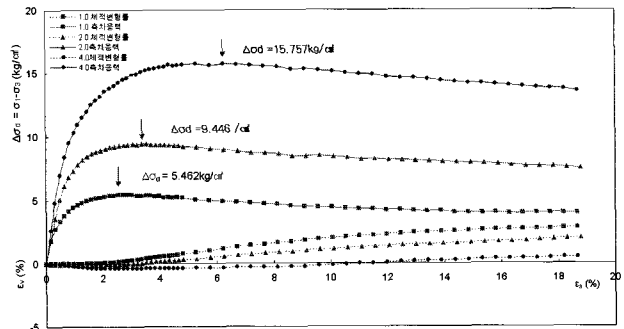 1.0 체적변형률
1.0 축차응력
2.0 체적변형률
2.0 축차응력
4.0 체적변형률
4.0 축차응력
Δσd = σ1-σ3 (kg/㎠)
εv (%)
20
15
10
5
0
-5
Δσd =15.757kg/㎠
Δσd =9.446 /㎠
Δσd = 5.462kg/㎠
0 2 4 6 8 10 12 14 16 18 20
εa (%)